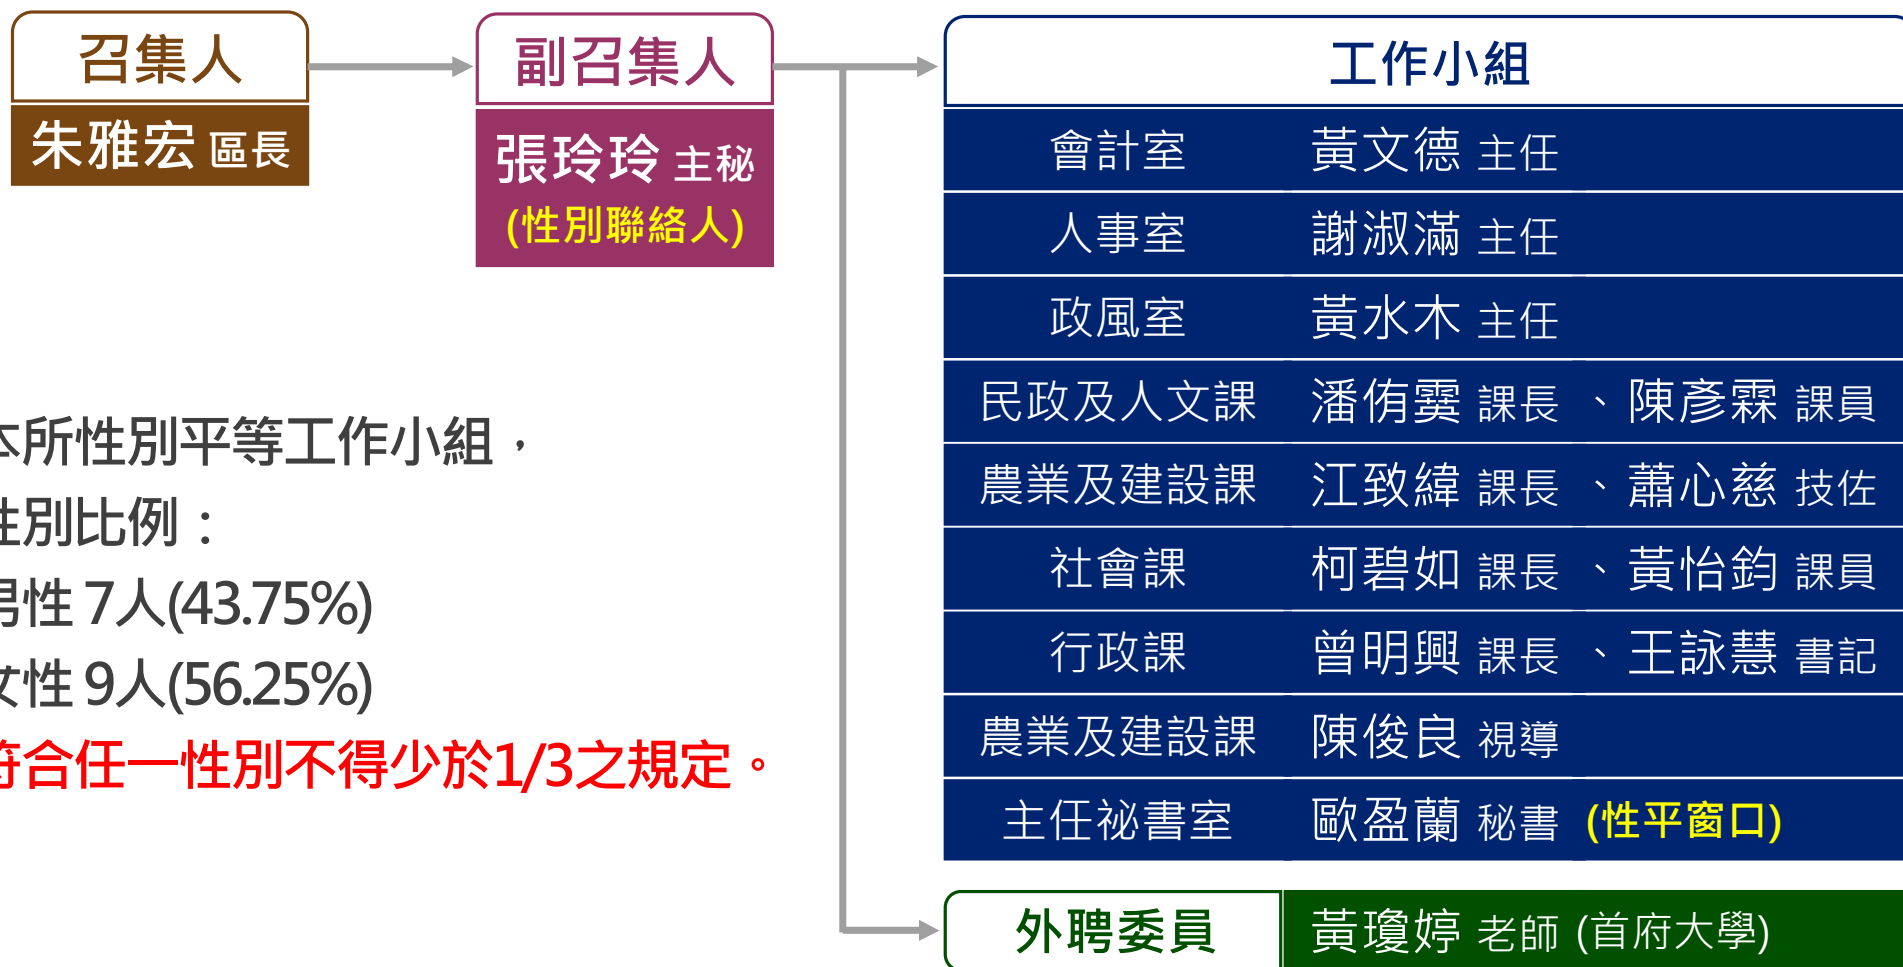 召集人
朱雅宏 區長
副召集人
張玲玲 主秘
(性別聯絡人)
工作小組
會計室 黃文德 主任
人事室 謝淑滿 主任
政風室 黃水木 主任
民政及人文課 潘侑霙 課長 、 陳彥霖 課員
農業及建設課 江致緯 課長 、 蕭心慈 技佐
社會課 柯碧如 課長 、 黃怡鈞 課員
行政課 曾明興 課長 、 王詠慧 書記
農業及建設課 陳俊良 視導
主任祕書室 歐盈蘭 秘書 (性平窗口)
外聘委員 黃瓊婷 老師 (首府大學)
本所性別平等工作小組，
性別比例：
男性 7人(43.75%)
女性 9人(56.25%)
符合任一性別不得少於1/3之規定。